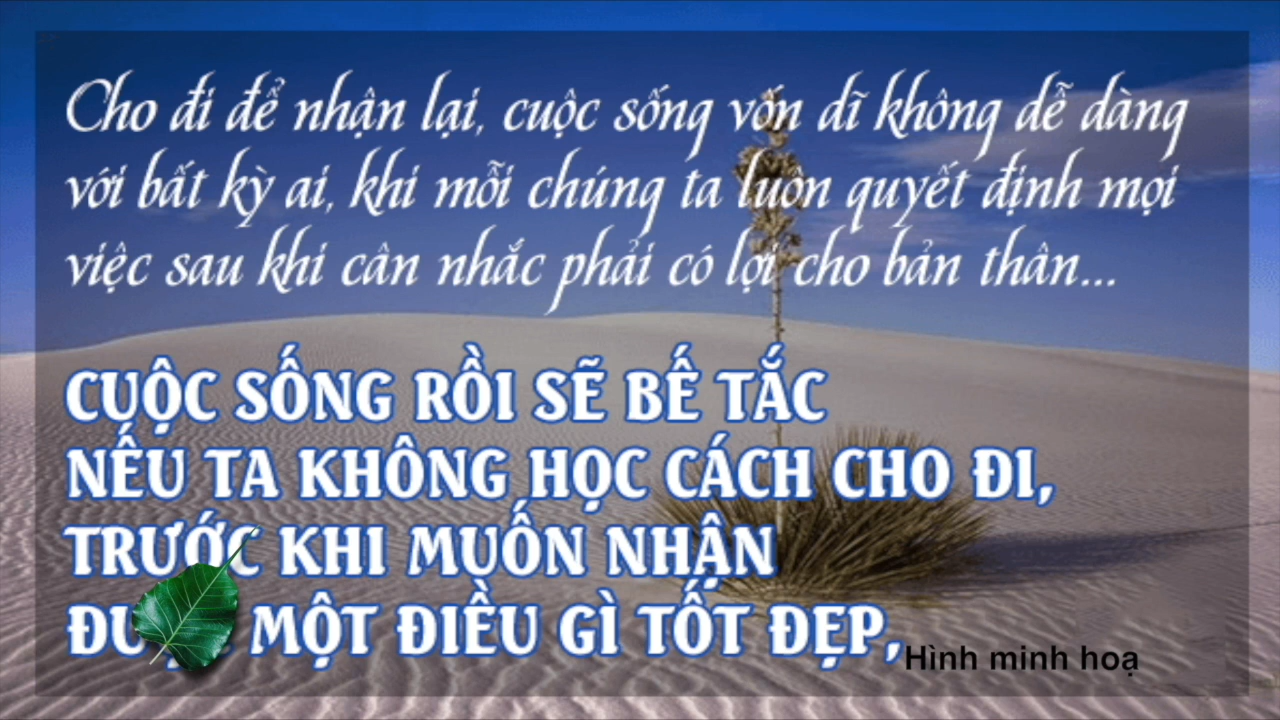 Cho đi để nhận lại, cuộc sống vốn dĩ không dễ dàng
với bất kỳ ai, khi mỗi chúng ta luôn quyết định mọi
việc sau khi cân nhắc phải có lợi cho bản thân...
CUỘC SỐNG RỒI SẼ BẾ TẮC
NẾU TA KHÔNG HỌC CÁCH CHO ĐI,
TRƯỚC KHI MUỐN NHẬN
MỘT ĐIỀU GÌ TỐT ĐẸP,
Hình minh hoạ